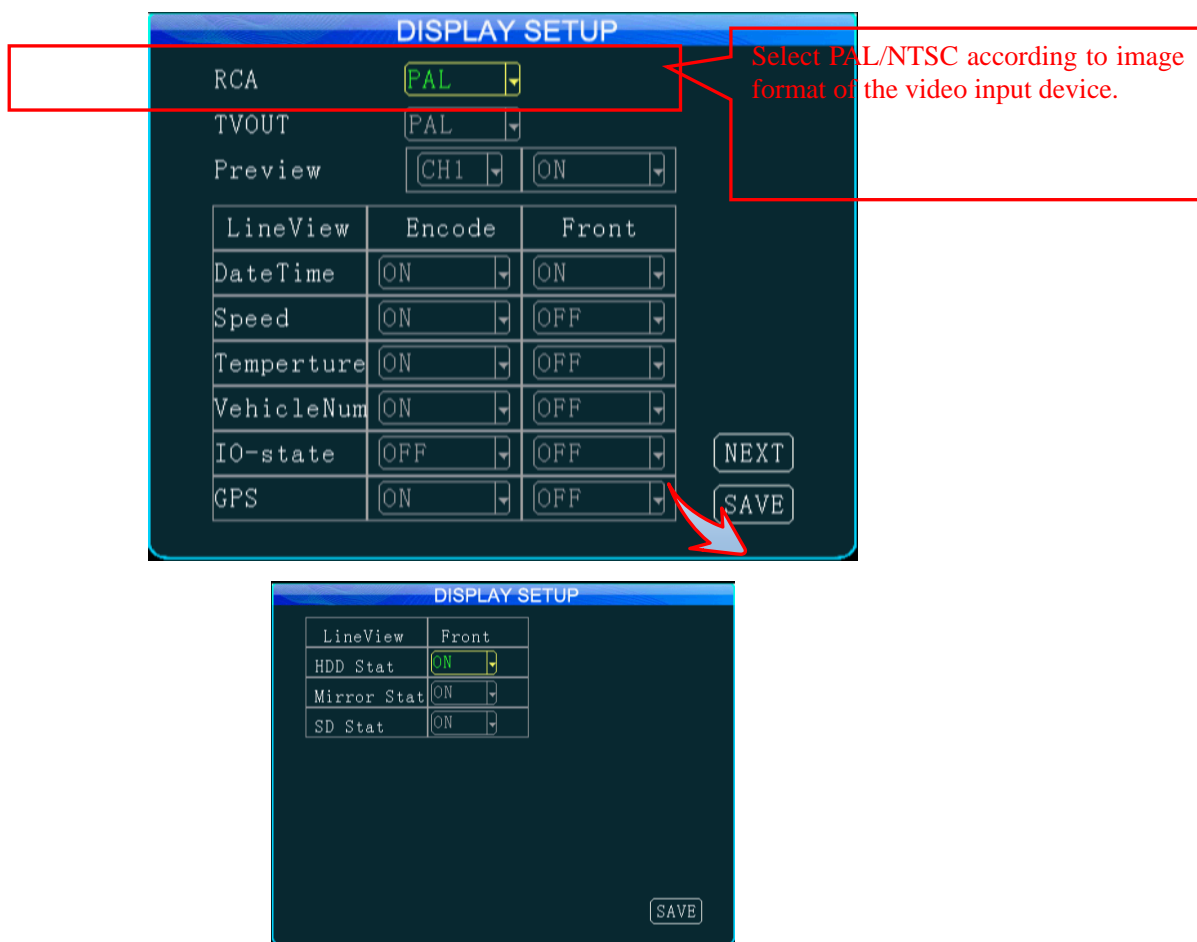 DISPLAY SETUP
RCA PAL
Select PAL/NTSC according to image
format of the video input device.
TVOUT PAL
Preview CH1 ON
LineView Encode Front
DateTime ON ON
Speed ON OFF
Temperture ON OFF
VehicleNum ON OFF
IO-state OFF OFF
NEXT
GPS ON OFF
SAVE
DISPLAY SETUP
LineView Front
HDD Stat ON
Mirror Stat ON
SD Stat ON
SAVE